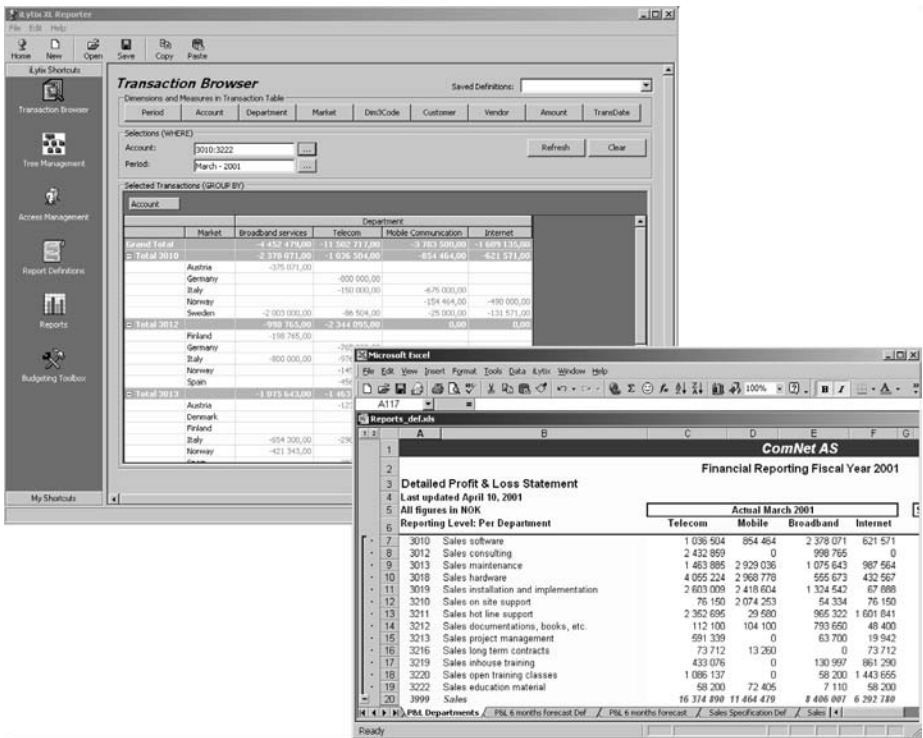 iLytix XL Reporter
File Edit Help
Home New Open Save Copy Paste
iLytix Shortcuts
Transaction Browser
Tree Management
Access Management
Report Definitions
Reports
Budgeting Toolbox
My Shortcuts
Transaction Browser
Saved Definitions:
Dimensions and Measures in Transaction Table
Period Account Department Market Dim3Code Customer Vendor Amount TransDate
Selections (WHERE)
Account: 3010:3222 ... Refresh Clear
Period: March - 2001 ...
Selected Transactions (GROUP BY)
Account
Department
Market Broadband services Telecom Mobile Communication Internet
Grand Total -4 452 479,00 -11 502 717,00 -3 783 500,00 -1 609 135,00
Total 3010 -2 378 071,00 -1 036 504,00 -854 464,00 -621 571,00
Austria -375 071,00
Germany -800 000,00
Italy -150 000,00 -675 000,00
Norway -154 464,00 -490 000,00
Sweden -2 003 000,00 -86 504,00 -25 000,00 -131 571,00
Total 3012 -998 765,00 -2 344 095,00 0,00 0,00
Finland -198 765,00
Germany
Italy -800 000,00
Norway
Spain
Total 3013 -1 075 643,00
Austria
Denmark
Finland
Italy -654 300,00
Norway -421 343,00
Microsoft Excel
File Edit View Insert Format Tools Data iLytix Window Help
100% B I A
A117 =
Reports_def.xls
1 2 A B C D E F G
1 ComNet AS
2 Financial Reporting Fiscal Year 2001
3 Detailed Profit & Loss Statement
4 Last updated April 10, 2001
5 All figures in NOK Actual March 2001
6 Reporting Level: Per Department Telecom Mobile Broadband Internet
7 3010 Sales software 1 036 504 854 464 2 378 071 621 571
8 3012 Sales consulting 2 432 859 0 998 765 0
9 3013 Sales maintenance 1 463 885 2 929 036 1 075 643 987 564
10 3018 Sales hardware 4 055 224 2 968 778 555 673 432 567
11 3019 Sales installation and implementation 2 603 009 2 418 604 1 324 542 67 888
12 3210 Sales on site support 76 150 2 074 253 54 334 76 150
13 3211 Sales hot line support 2 352 695 29 580 965 322 1 601 841
14 3212 Sales documentations, books, etc. 112 100 104 100 793 650 48 400
15 3213 Sales project management 591 339 0 63 700 19 942
16 3216 Sales long term contracts 73 712 13 260 0 73 712
17 3219 Sales inhouse training 433 076 0 130 997 861 290
18 3220 Sales open training classes 1 086 137 0 58 200 1 443 655
19 3222 Sales education material 58 200 72 405 7 110 58 200
20 3999 Sales 16 374 890 11 464 479 8 406 007 6 292 780
P&L Departments P&L 6 months forecast Def P&L 6 months forecast Sales Specification Def Sales
Ready